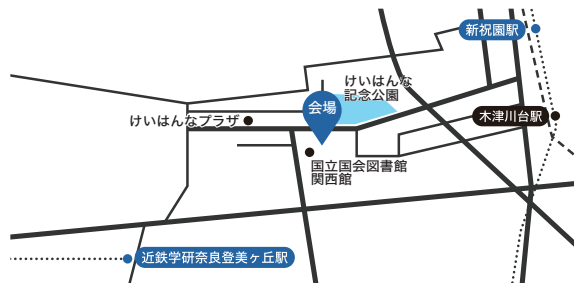 新祝園駅
けいはんな
記念公園
会場
けいはんなプラザ
木津川台駅
国立国会図書館
関西館
近鉄学研奈良登美ヶ丘駅